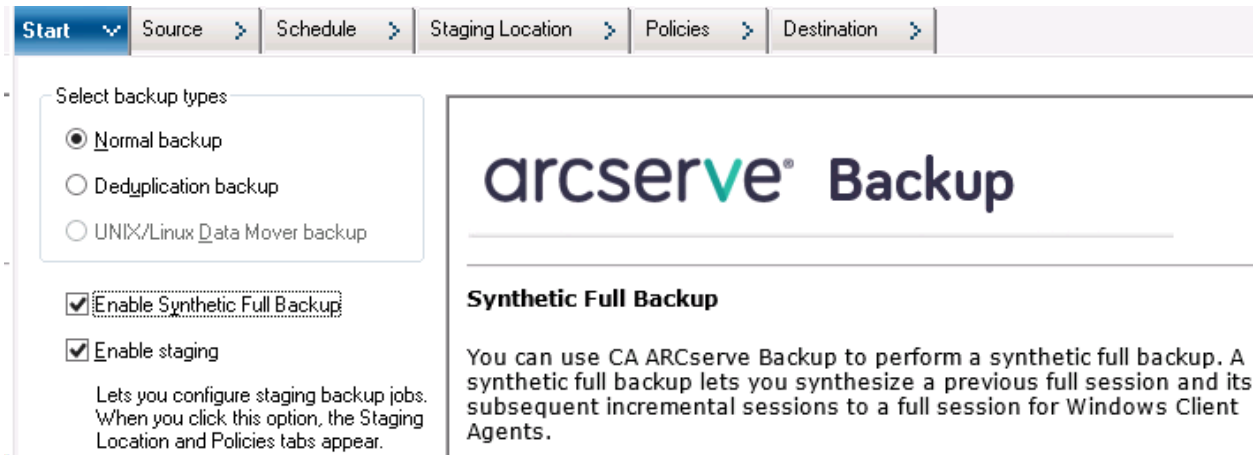 Start Source Schedule Staging Location Policies Destination
Select backup types
Normal backup
Deduplication backup
UNIX/Linux Data Mover backup
Enable Synthetic Full Backup
Enable staging
Lets you configure staging backup jobs.
When you click this option, the Staging
Location and Policies tabs appear.
arcserve® Backup
Synthetic Full Backup
You can use CA ARCserve Backup to perform a synthetic full backup. A
synthetic full backup lets you synthesize a previous full session and its
subsequent incremental sessions to a full session for Windows Client
Agents.